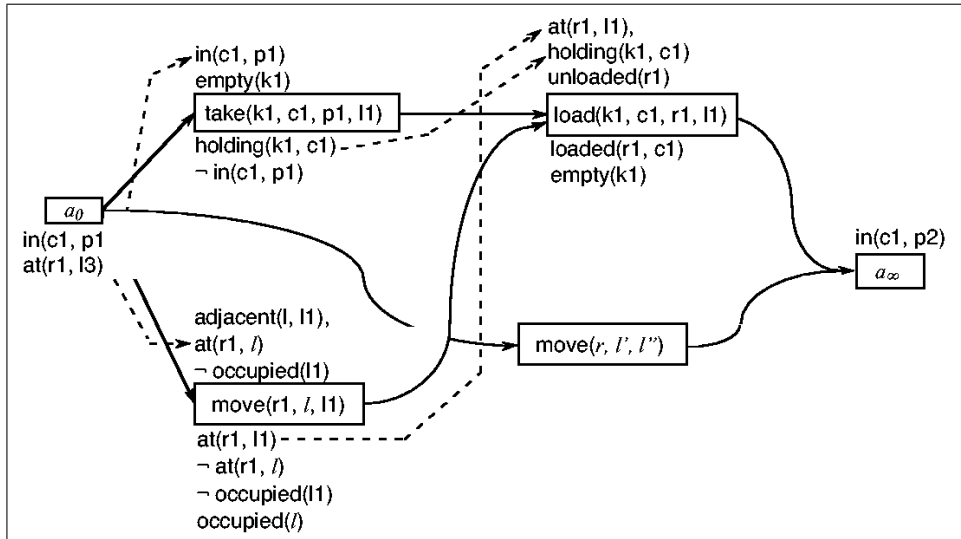 in(c1, p1)
empty(k1)
take(k1, c1, p1, l1)
holding(k1, c1)
¬ in(c1, p1)
at(r1, l1),
holding(k1, c1)
unloaded(r1)
load(k1, c1, r1, l1)
loaded(r1, c1)
empty(k1)
a0
in(c1, p1
at(r1, l3)
in(c1, p2)
a∞
adjacent(l, l1),
at(r1, l)
¬ occupied(l1)
move(r1, l, l1)
at(r1, l1)
¬ at(r1, l)
¬ occupied(l1)
occupied(l)
move(r, l', l'')